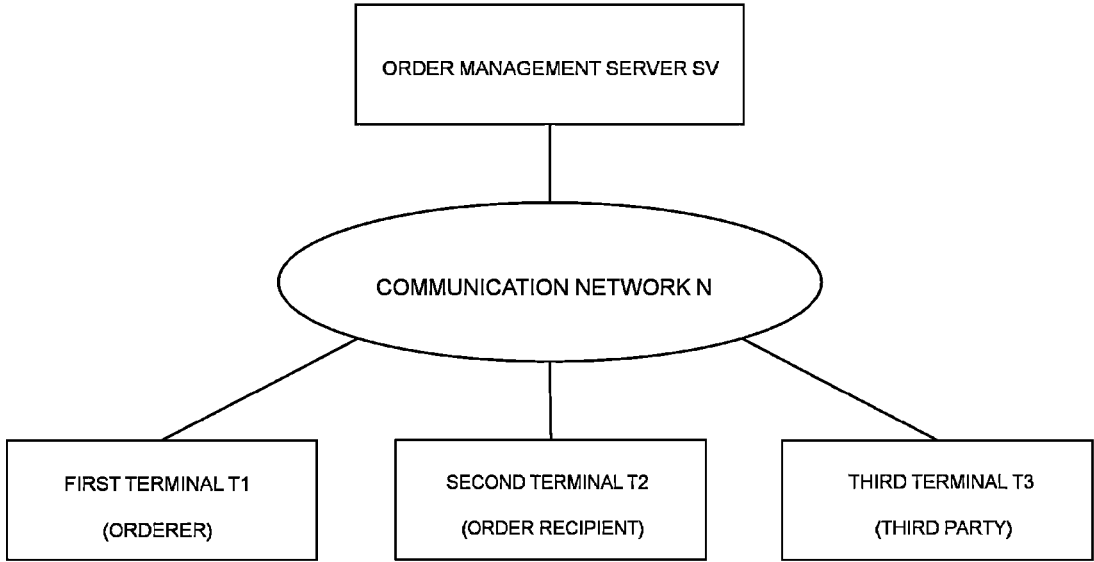 ORDER MANAGEMENT SERVER SV
COMMUNICATION NETWORK N
FIRST TERMINAL T1
(ORDERER)
SECOND TERMINAL T2
(ORDER RECIPIENT)
THIRD TERMINAL T3
(THIRD PARTY)